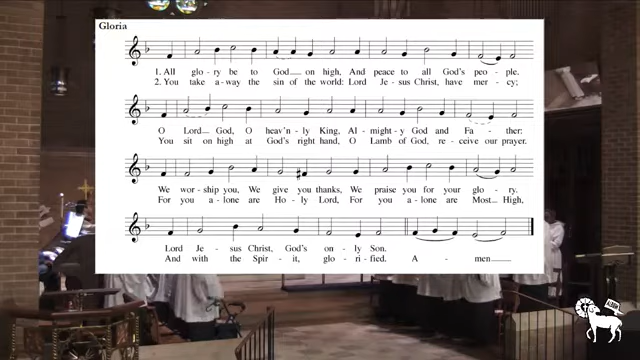 Gloria
1. All glo - ry be to God on high, And peace to all God's peo - ple.
2. You take a - way the sin of the world: Lord Je - sus Christ, have mer - cy;
O Lord God, O heav'n - ly King, Al - might - y God and Fa - ther:
You sit on high at God's right hand, O Lamb of God, re - ceive our prayer.
We wor - ship you, We give you thanks, We praise you for your glo - ry.
For you a - lone are Ho - ly Lord, For you a - lone are Most High,
Lord Je - sus Christ, God's on - ly Son.
And with the Spir - it, glo - ri - fied. A - men